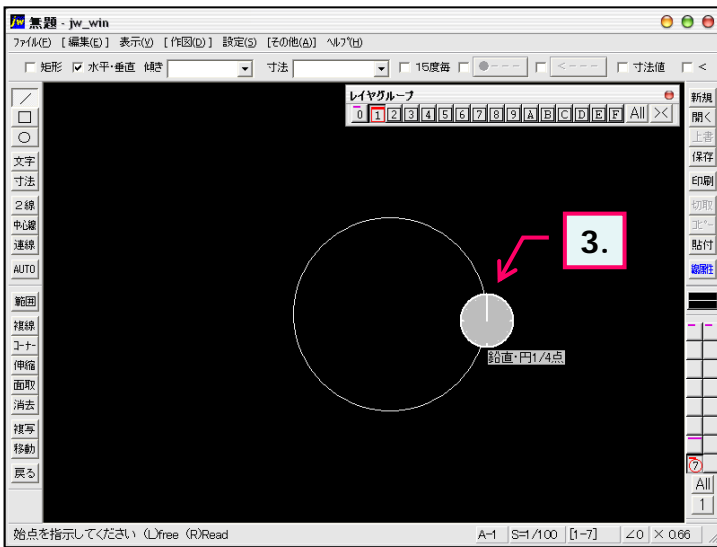 jw 無題 - jw_win
ファイル(F) [編集(E)] 表示(V) [作図(D)] 設定(S) [その他(A)] ヘルプ(H)
矩形 水平・垂直 傾き 寸法 15度毎 ●--- <--- 寸法値 <
レイヤグループ
0 1 2 3 4 5 6 7 8 9 A B C D E F All ><
/
□
○
文字
寸法
2線
中心線
連線
AUTO
範囲
複線
コーナー
伸縮
面取
消去
複写
移動
戻る
3.
鉛直・円1/4点
新規
開く
上書
保存
印刷
切取
コピー
貼付
線属性
7
All
1
始点を指示してください (L)free (R)Read A-1 S=1/100 [1-7] ∠0 × 0.66